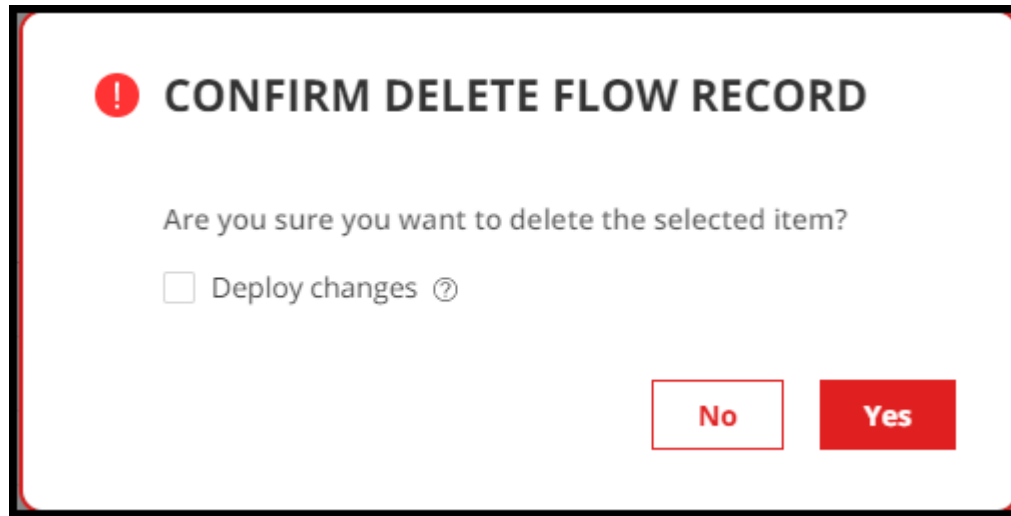 CONFIRM DELETE FLOW RECORD
Are you sure you want to delete the selected item?
Deploy changes
No
Yes